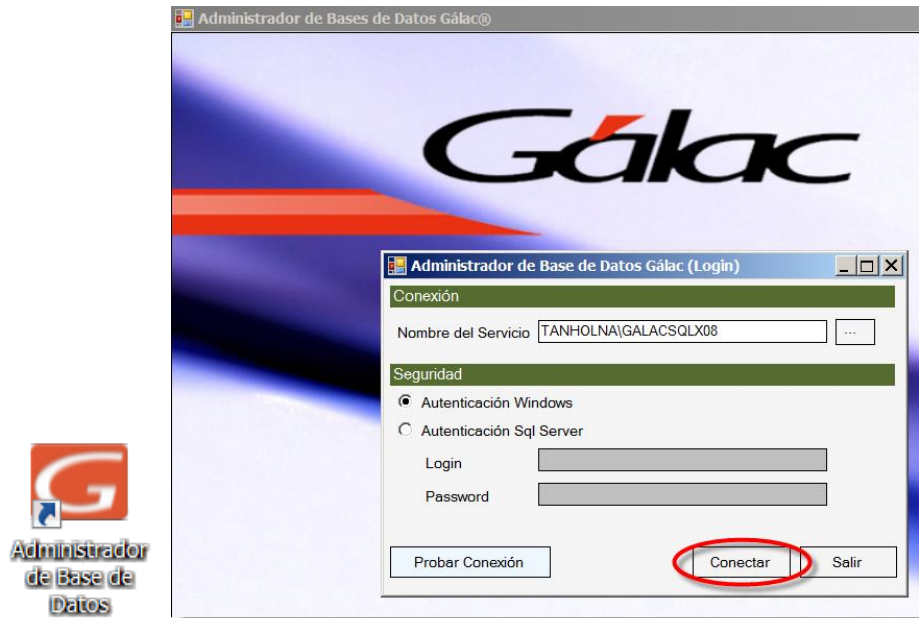 Administrador de Bases de Datos Gálac®
Gálac
Administrador de Base de Datos Gálac (Login)
Conexión
Nombre del Servicio TANHOLNA\GALACSQLX08 ...
Seguridad
Autenticación Windows
Autenticación Sql Server
Login
Password
Probar Conexión Conectar Salir
G
Administrador
de Base de
Datos